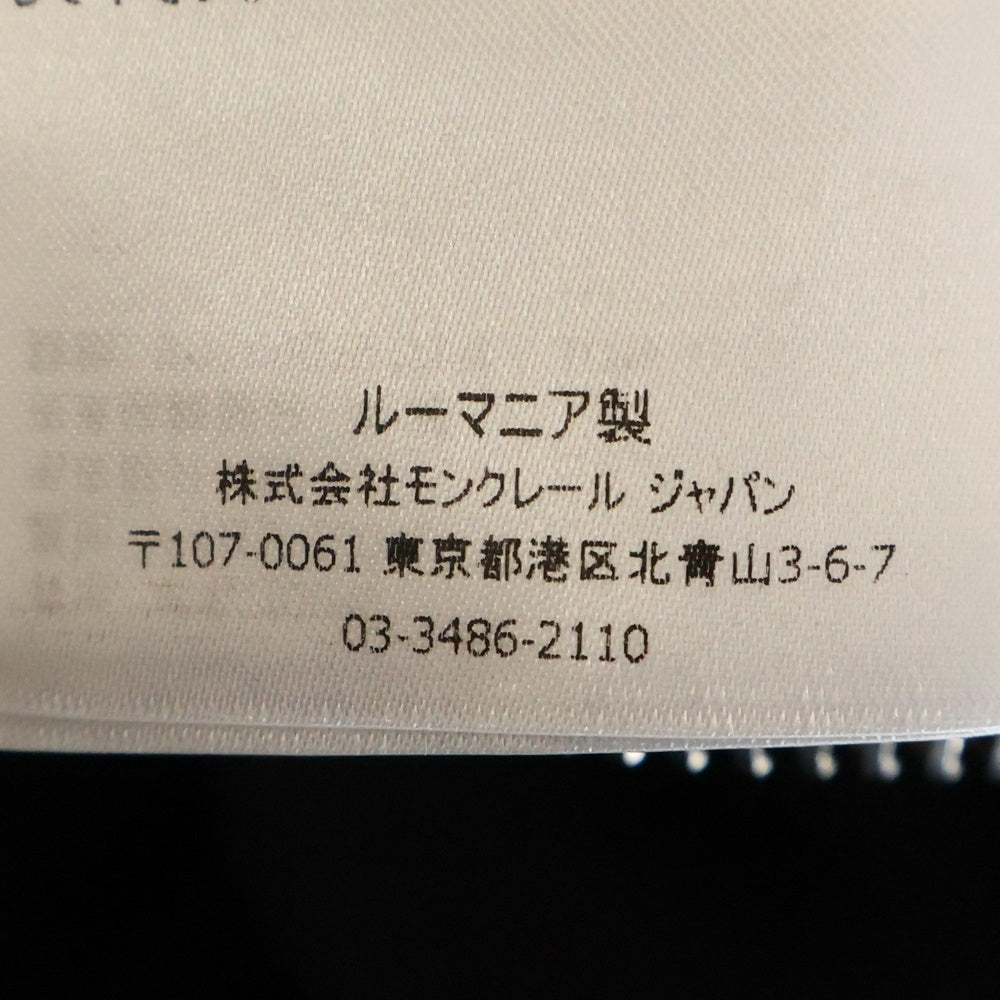 ルーマニア製
株式会社モンクレール ジャパン
〒107-0061 東京都港区北青山3-6-7
03-3486-2110